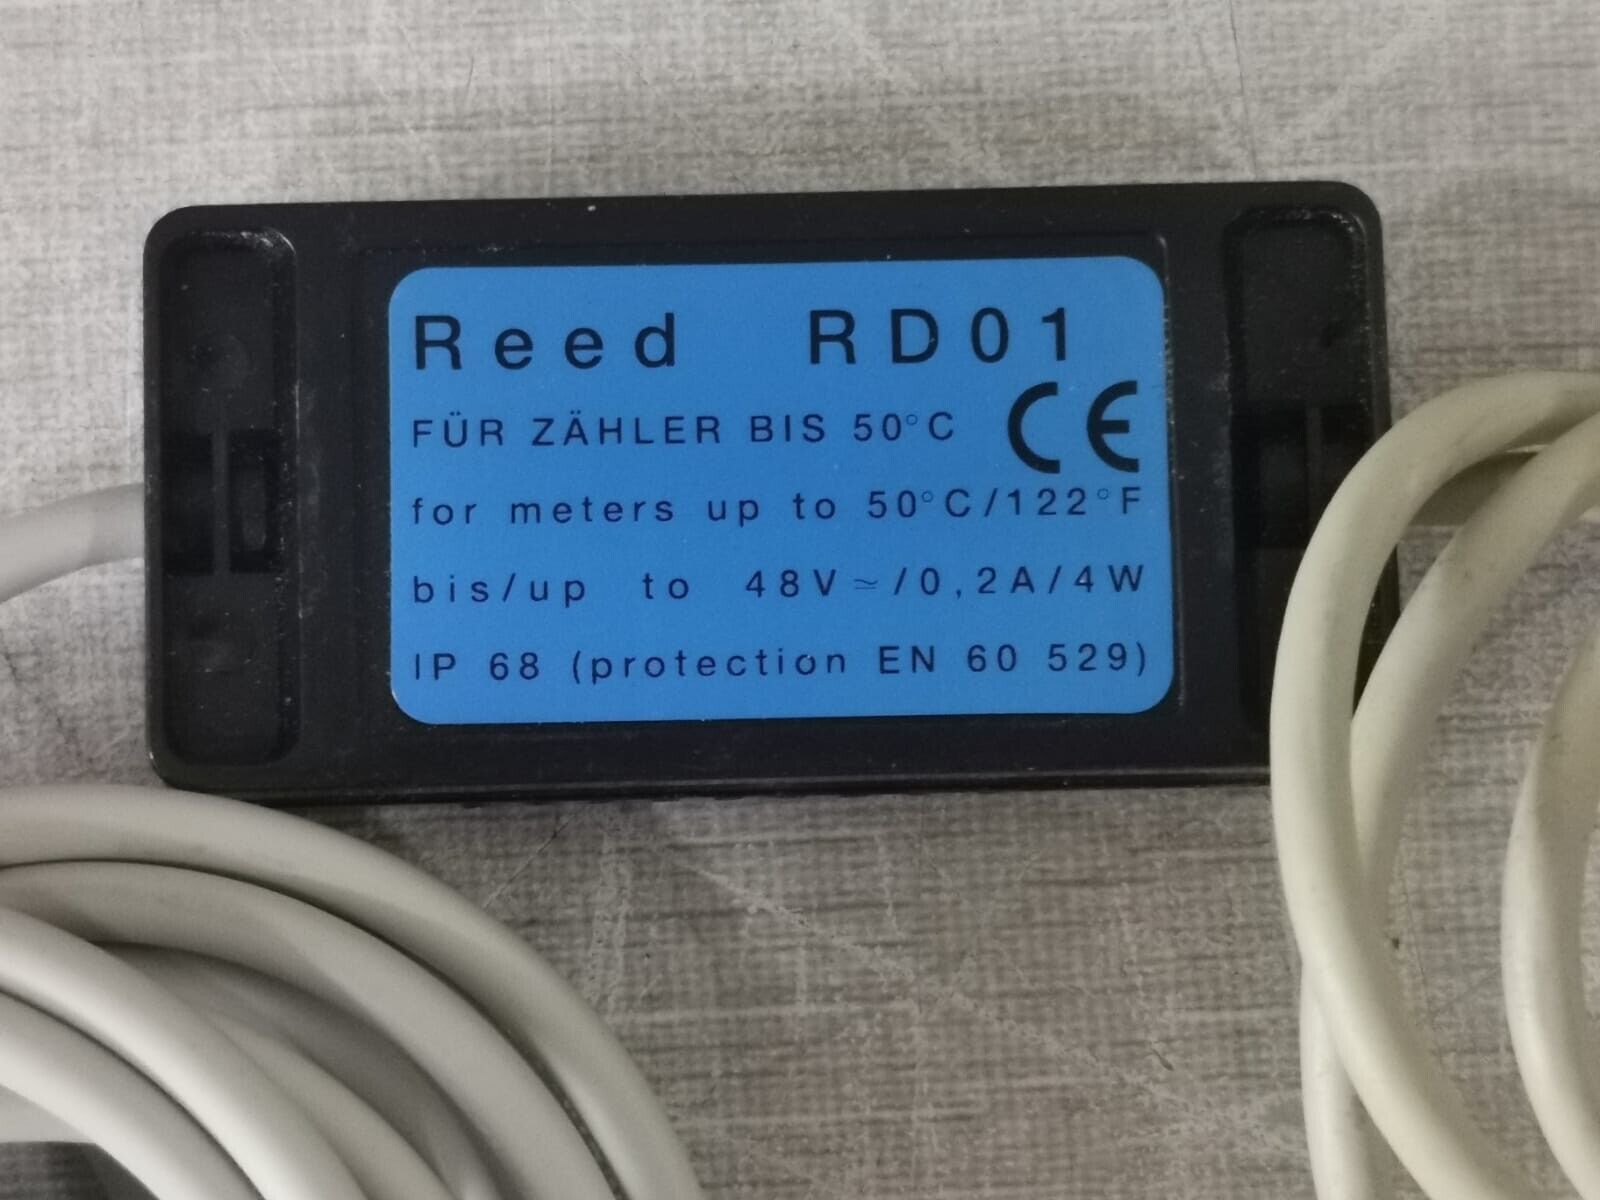 Reed RD01
FÜR ZÄHLER BIS 50°C CE
for meters up to 50°C/122°F
bis/up to 48V≃/0,2A/4W
IP 68 (protection EN 60 529)